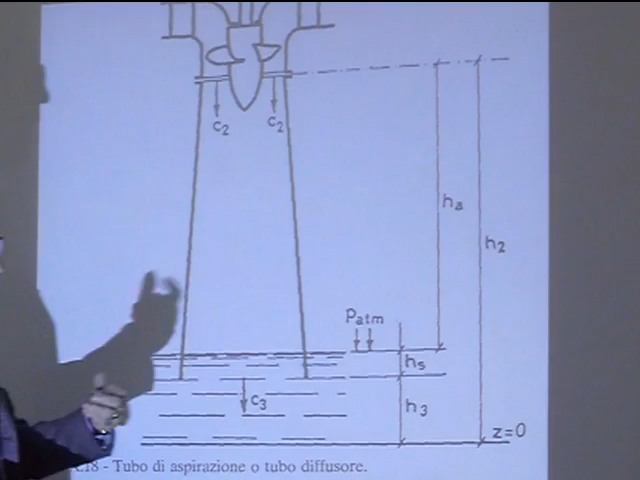 c2
c2
ha
h2
patm
hs
c3
h3
z=0
18 - Tubo di aspirazione o tubo diffusore.